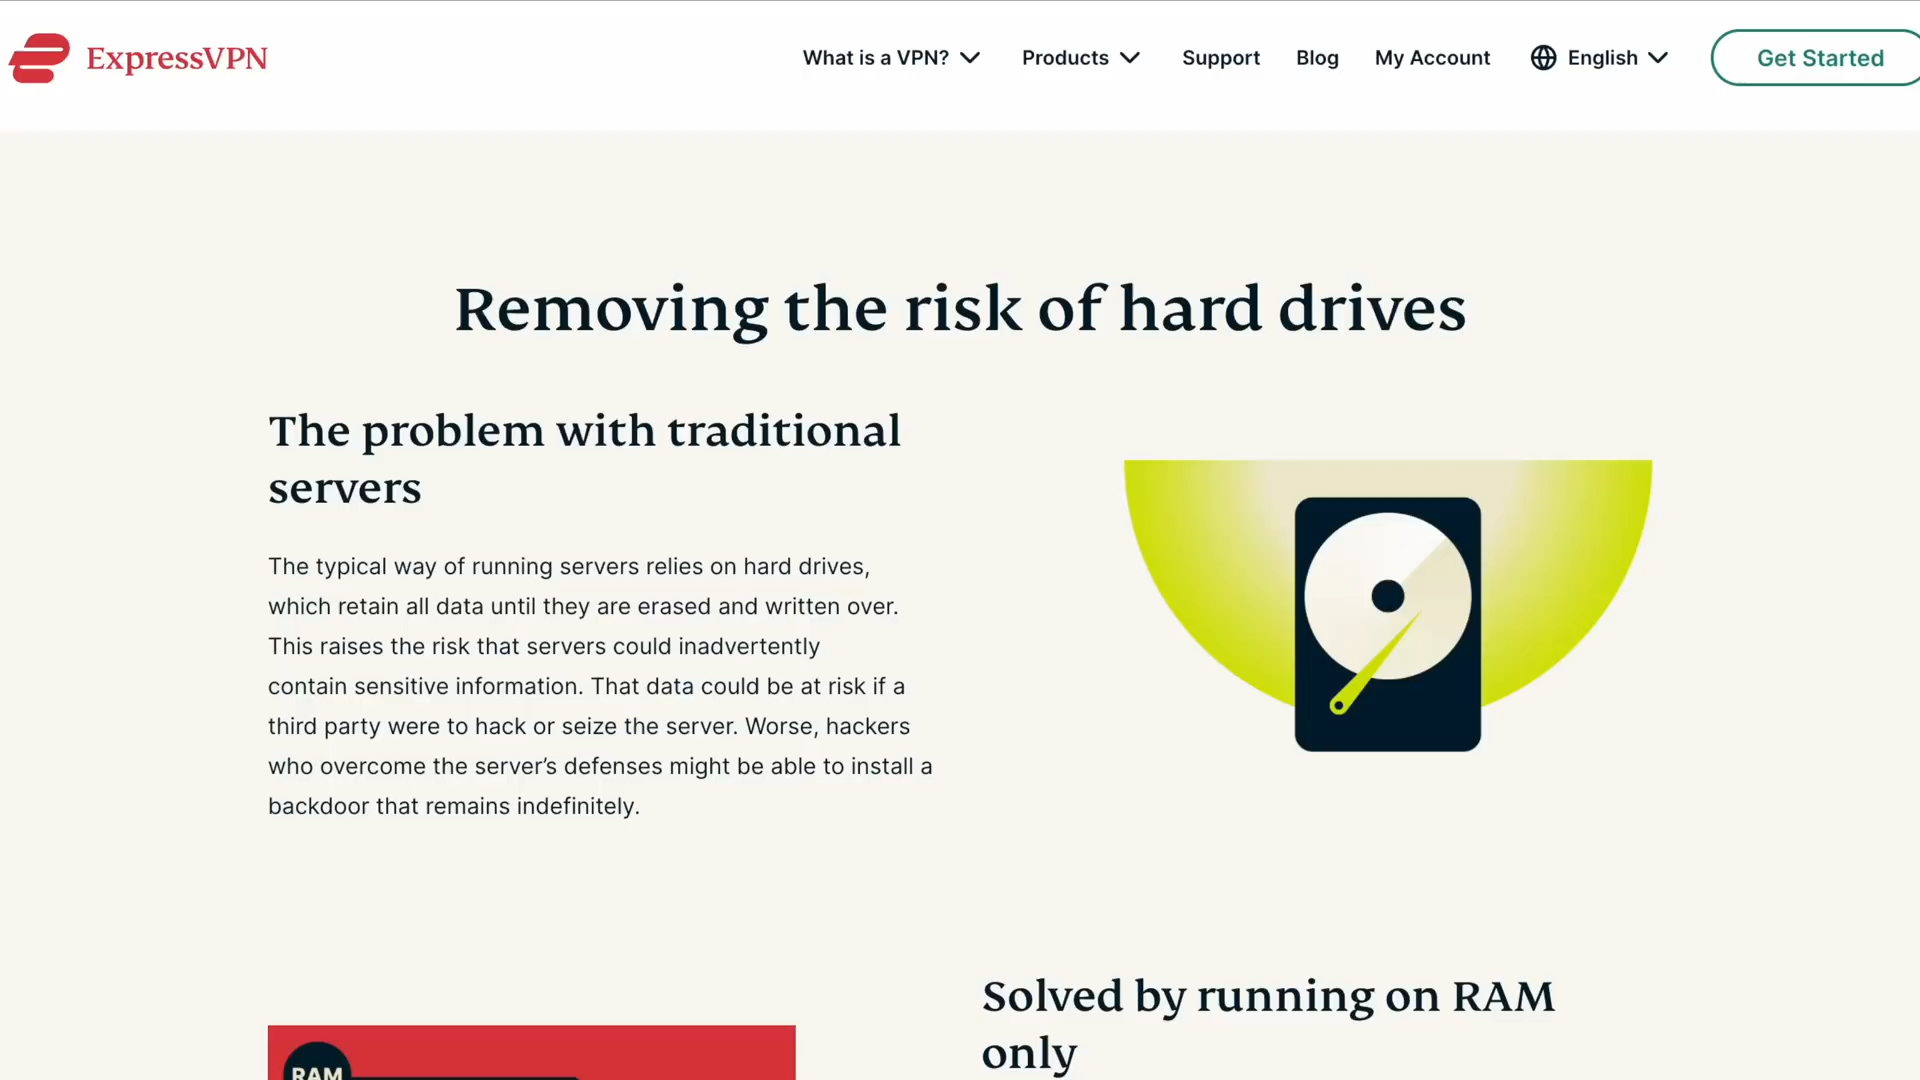 ExpressVPN
What is a VPN?
Products
Support
Blog
My Account
English
Get Started
Removing the risk of hard drives
The problem with traditional
servers
The typical way of running servers relies on hard drives,
which retain all data until they are erased and written over.
This raises the risk that servers could inadvertently
contain sensitive information. That data could be at risk if a
third party were to hack or seize the server. Worse, hackers
who overcome the server’s defenses might be able to install a
backdoor that remains indefinitely.
Solved by running on RAM
only
RAM